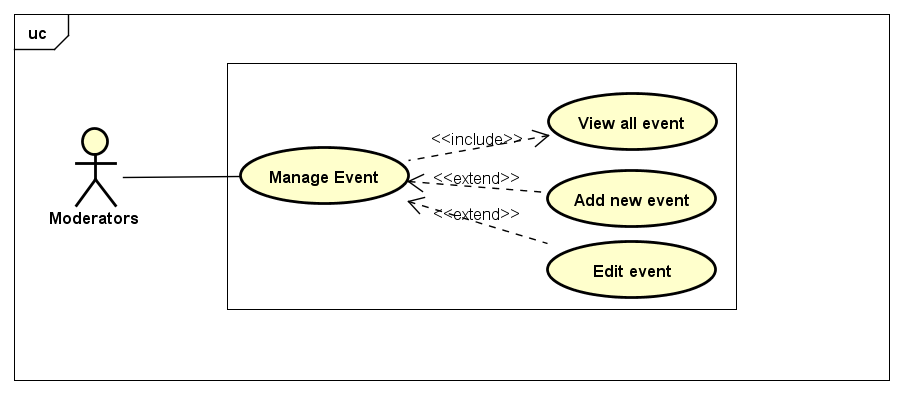 uc
View all event
<<include>>
Manage Event
<<extend>>
Add new event
Moderators
<<extend>>
Edit event